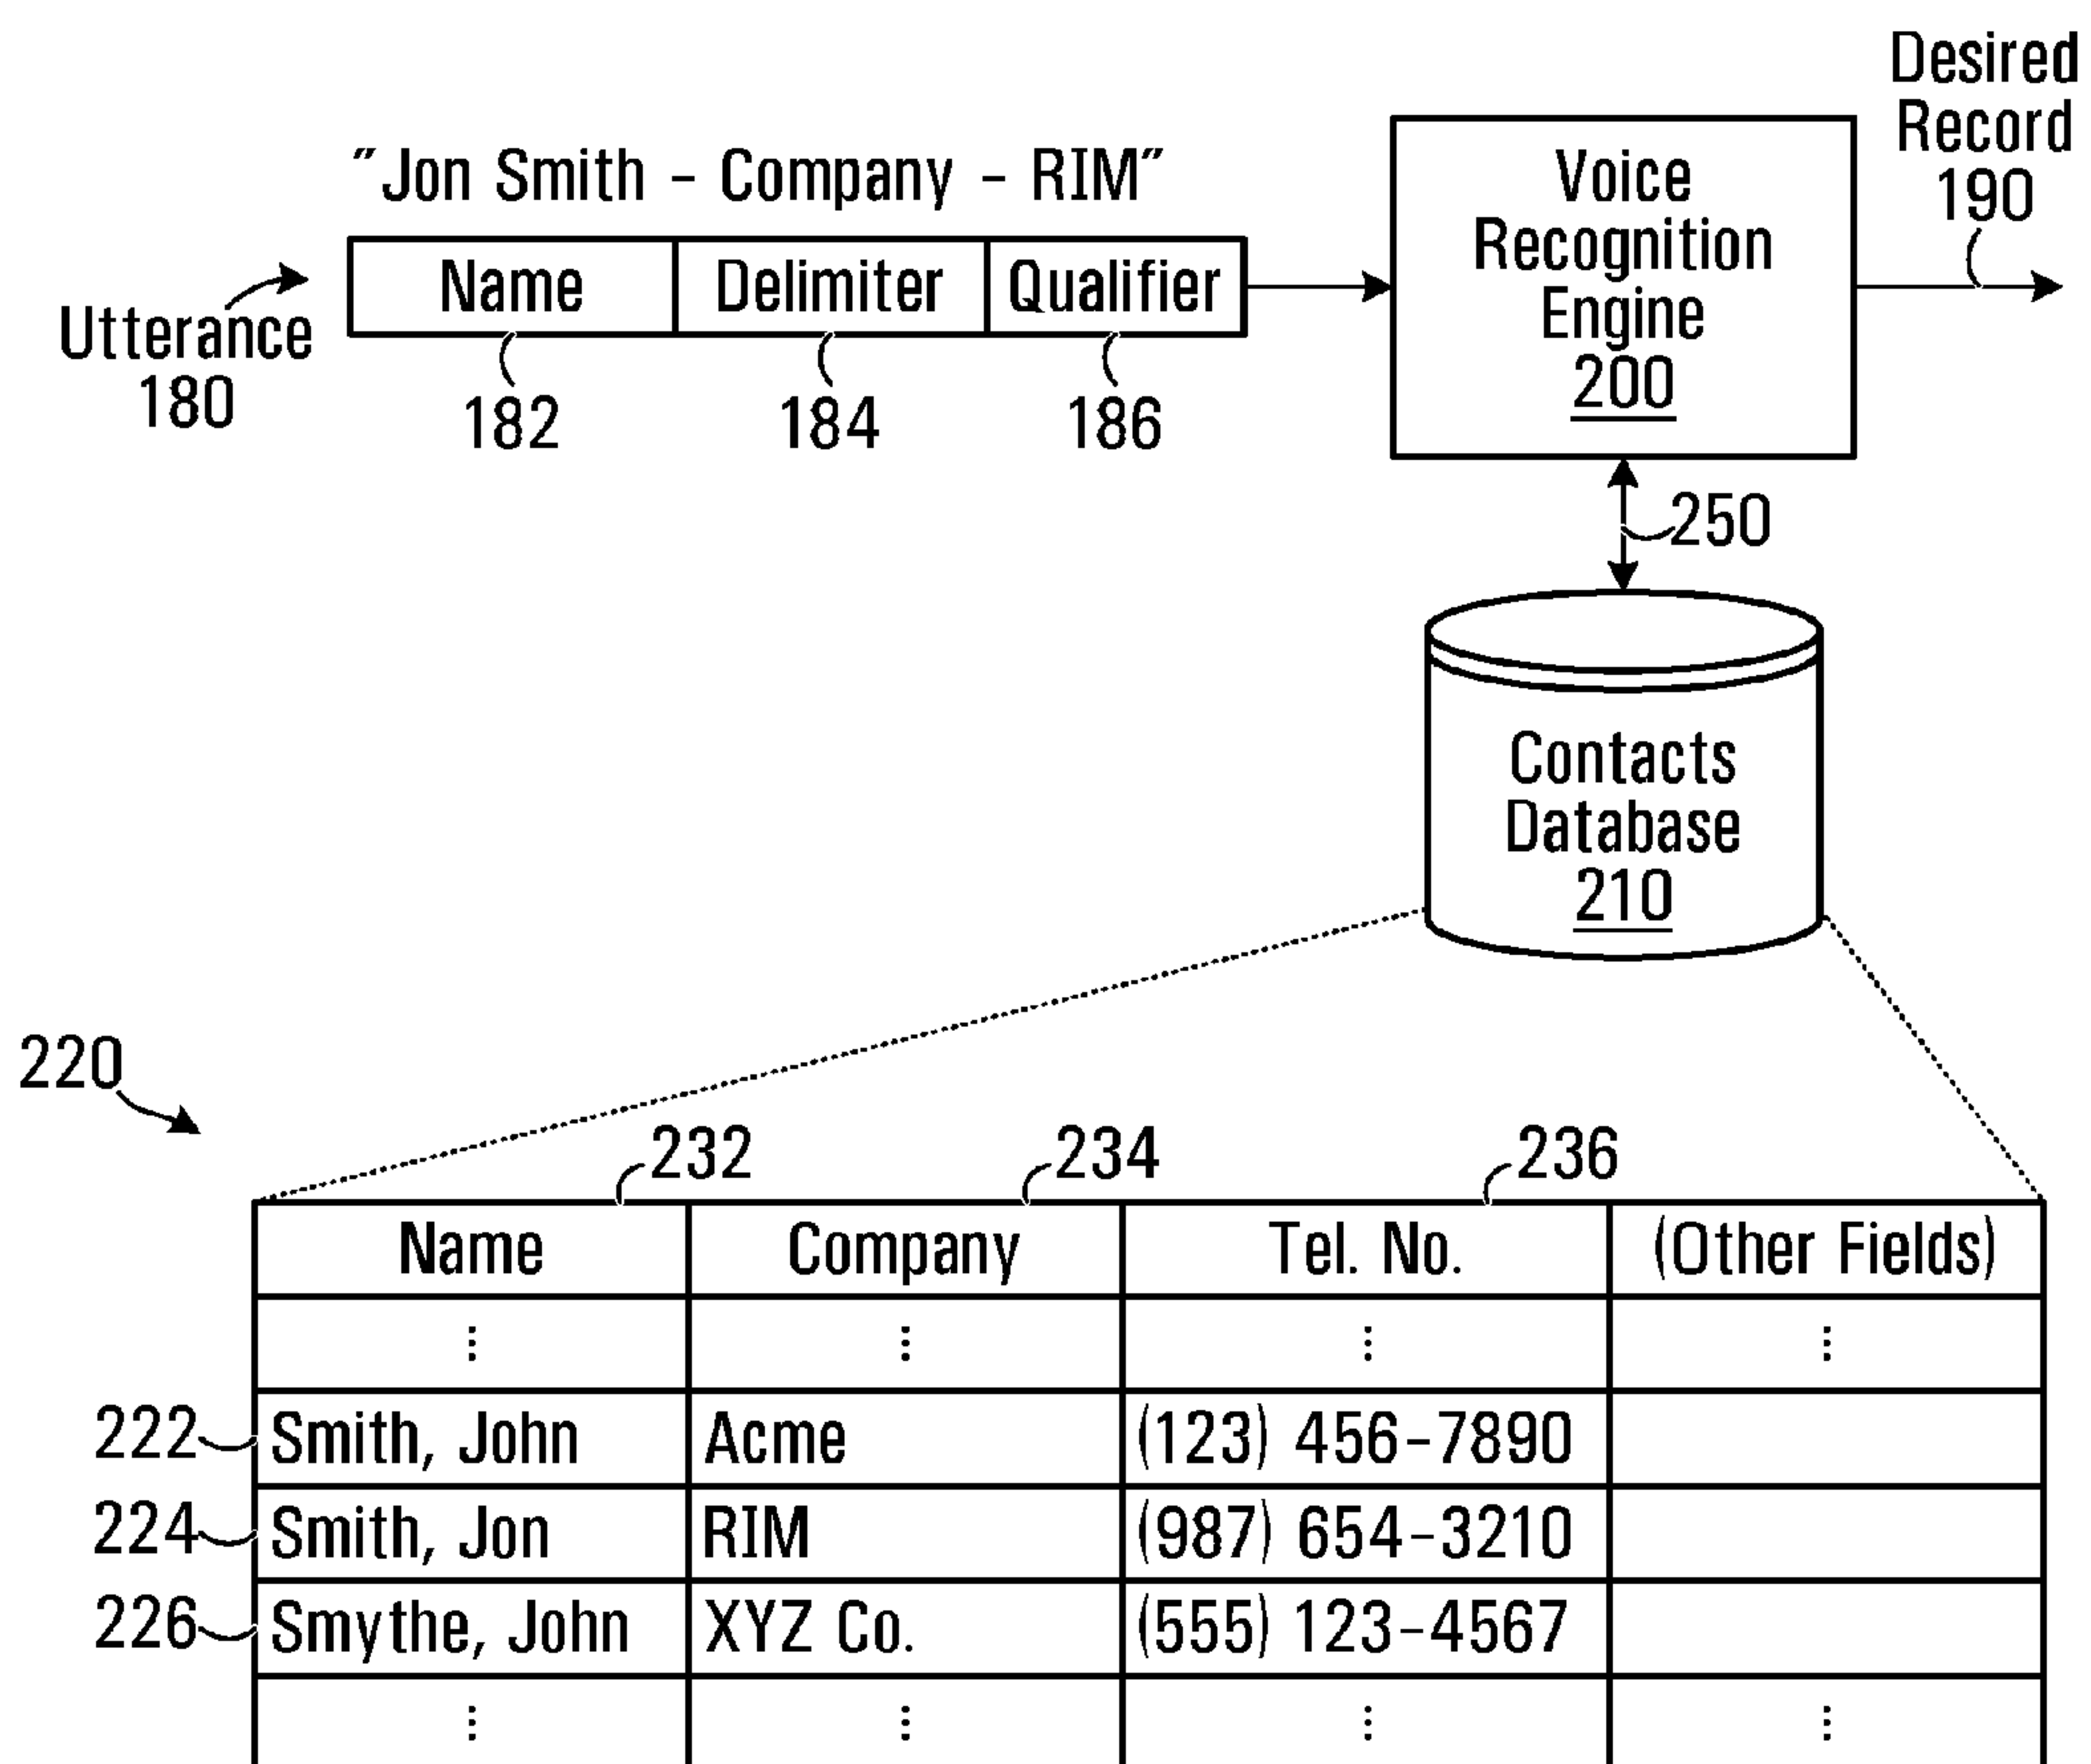 Desired
Record
190
"Jon Smith - Company - RIM"
Utterance
180
Name Delimiter Qualifier
182 184 186
Voice
Recognition
Engine
200
250
Contacts
Database
210
220
232 234 236
Name Company Tel. No. (Other Fields)
⋮ ⋮ ⋮ ⋮
222 Smith, John Acme (123) 456-7890
224 Smith, Jon RIM (987) 654-3210
226 Smythe, John XYZ Co. (555) 123-4567
⋮ ⋮ ⋮ ⋮